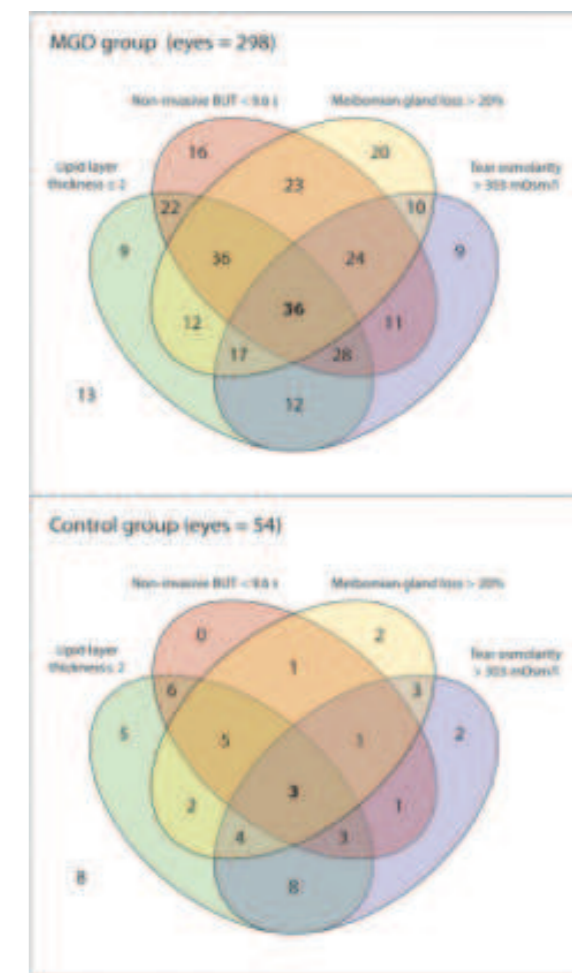 MGD group (eyes = 298)
Non-invasive BUT < 9.6 s
Meibomian gland loss > 20%
Lipid layer
thickness ≤ 2
Tear osmolarity
> 303 mOsm/l
16
20
23
22
10
9
36
24
9
36
12
11
17
28
13
12
Control group (eyes = 54)
Non-invasive BUT < 9.6 s
Meibomian gland loss > 20%
Lipid layer
thickness ≤ 2
Tear osmolarity
> 303 mOsm/l
0
2
1
6
3
5
5
1
2
3
2
1
4
3
8
8